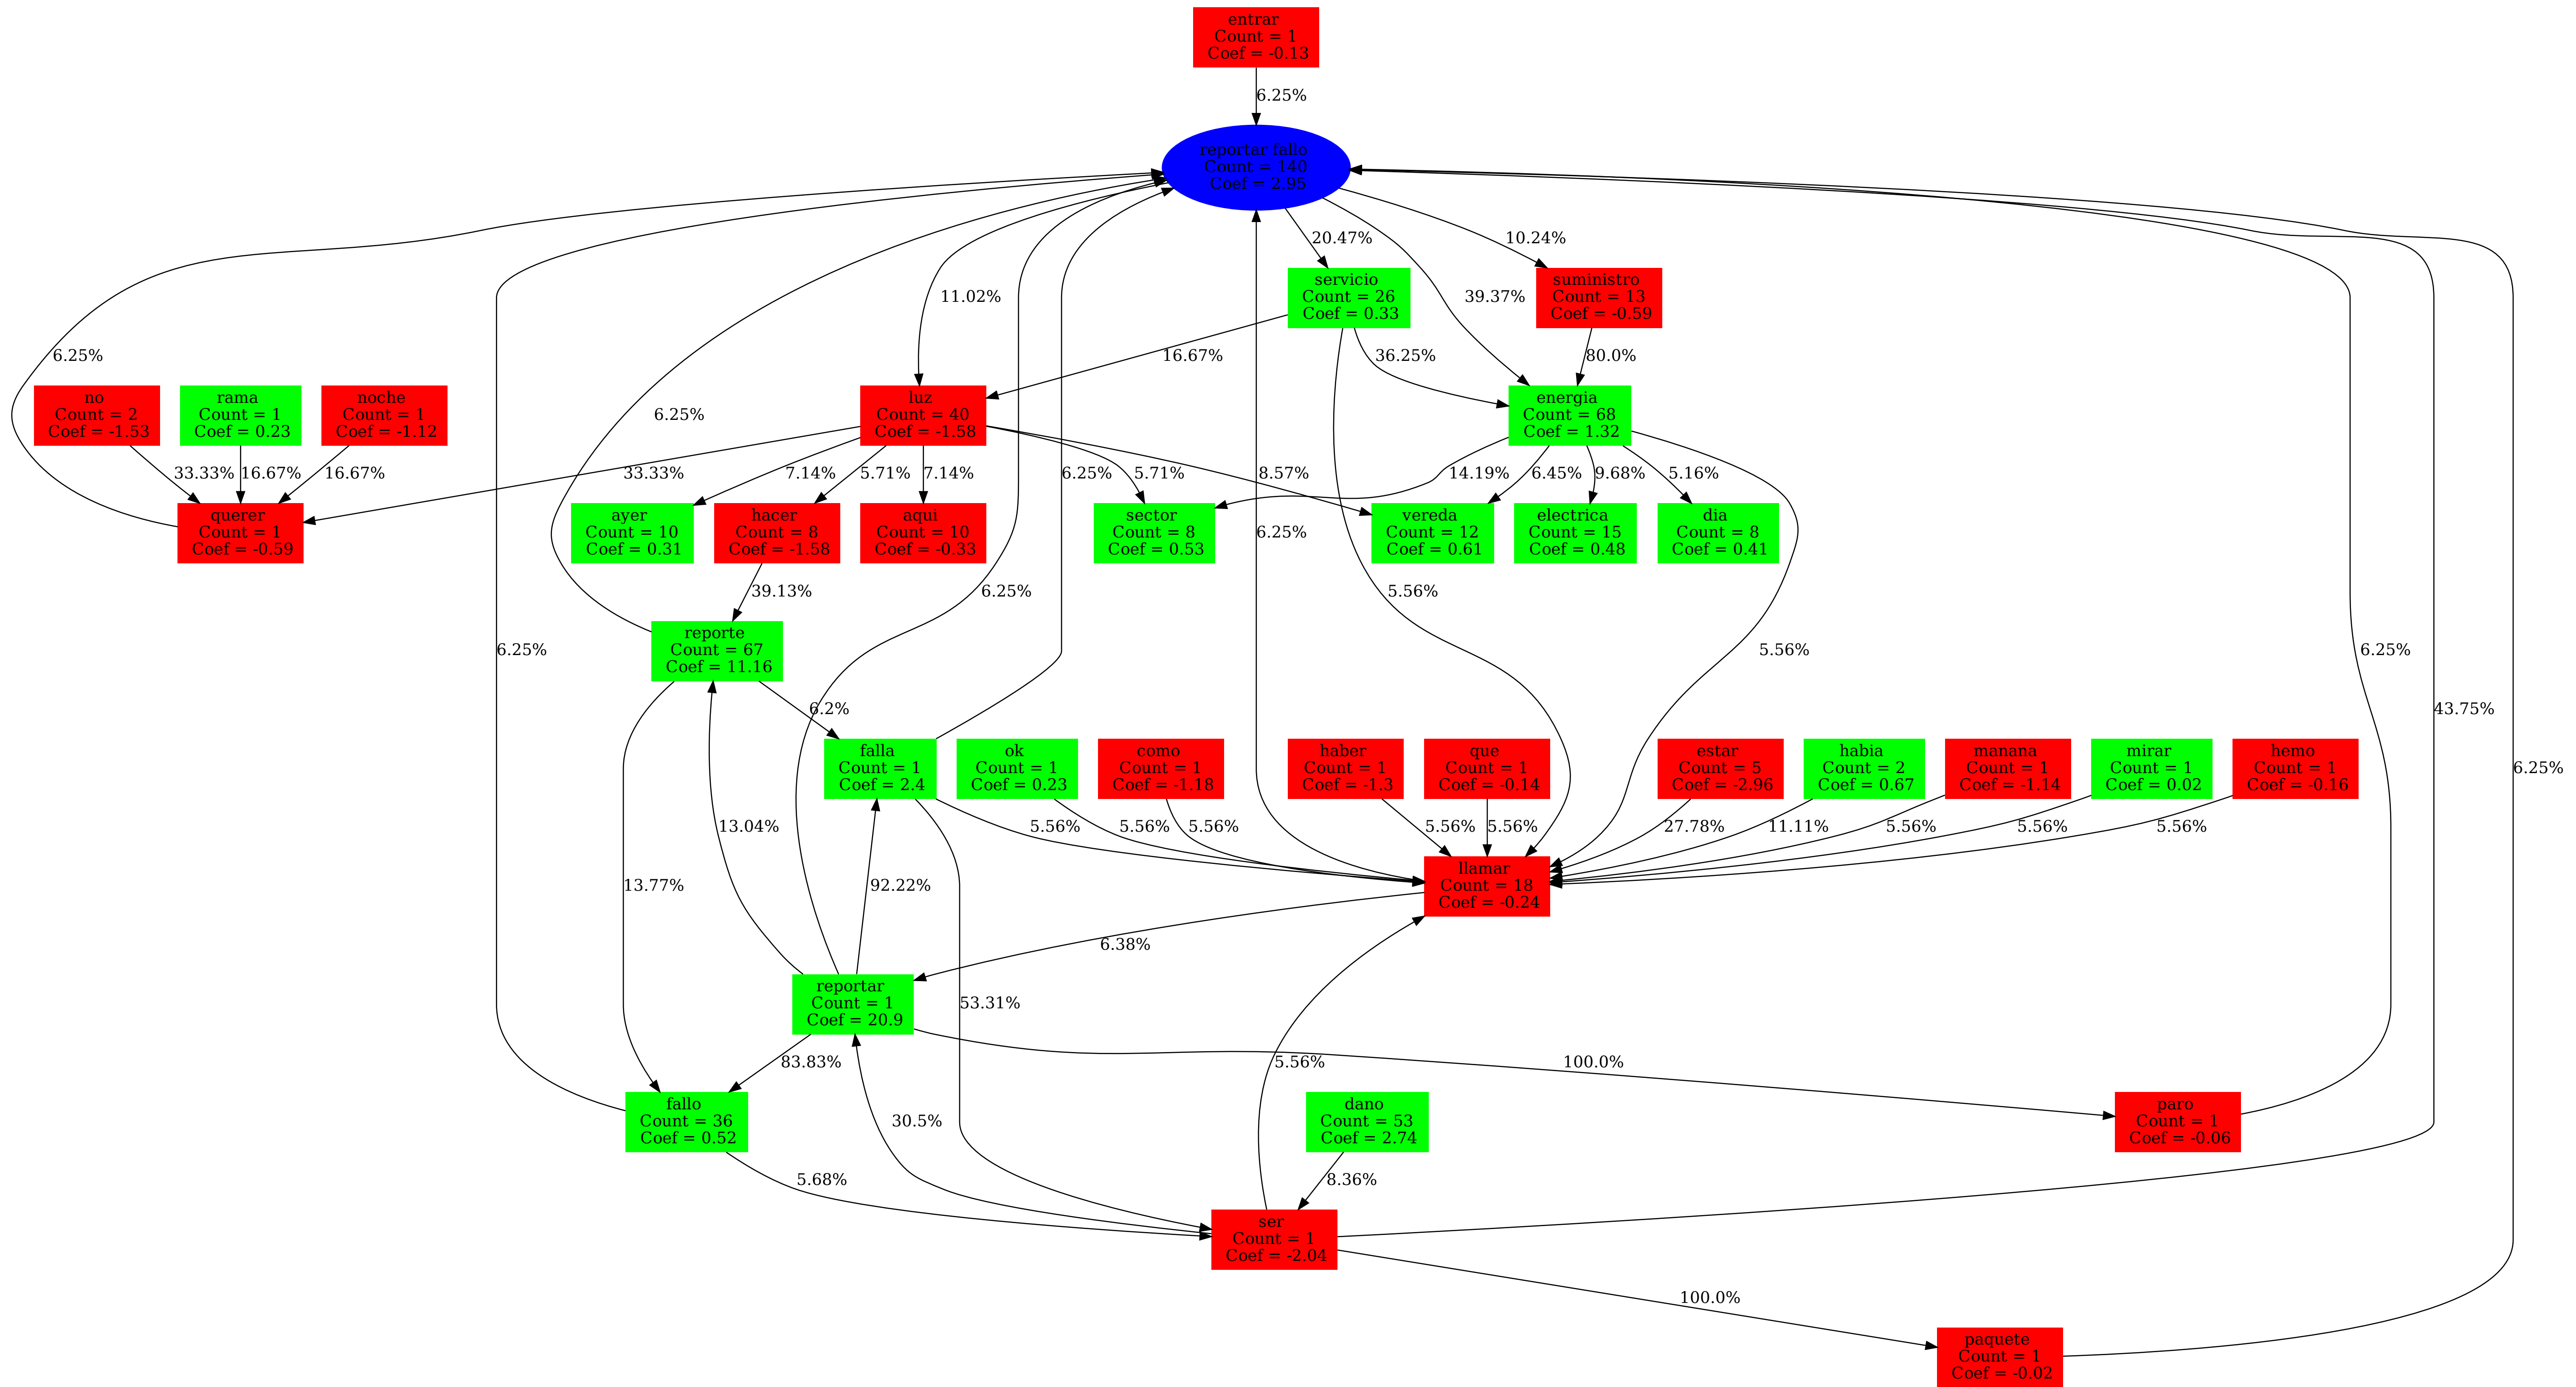 entrar
Count = 1
Coef = -0.13
6.25%
reportar fallo
Count = 140
Coef = 2.95
20.47%
10.24%
11.02%
39.37%
servicio
Count = 26
Coef = 0.33
suministro
Count = 13
Coef = -0.59
6.25%
16.67%
36.25%
80.0%
no
Count = 2
Coef = -1.53
rama
Count = 1
Coef = 0.23
noche
Count = 1
Coef = -1.12
luz
Count = 40
Coef = -1.58
energia
Count = 68
Coef = 1.32
6.25%
33.33%
16.67%
16.67%
33.33%
7.14%
5.71%
7.14%
6.25%
5.71%
8.57%
14.19%
6.45%
9.68%
5.16%
querer
Count = 1
Coef = -0.59
ayer
Count = 10
Coef = 0.31
hacer
Count = 8
Coef = -1.58
aqui
Count = 10
Coef = -0.33
sector
Count = 8
Coef = 0.53
vereda
Count = 12
Coef = 0.61
electrica
Count = 15
Coef = 0.48
dia
Count = 8
Coef = 0.41
6.25%
39.13%
6.25%
5.56%
reporte
Count = 67
Coef = 11.16
6.25%
5.56%
6.25%
6.2%
43.75%
falla
Count = 1
Coef = 2.4
ok
Count = 1
Coef = 0.23
como
Count = 1
Coef = -1.18
haber
Count = 1
Coef = -1.3
que
Count = 1
Coef = -0.14
estar
Count = 5
Coef = -2.96
habia
Count = 2
Coef = 0.67
manana
Count = 1
Coef = -1.14
mirar
Count = 1
Coef = 0.02
hemo
Count = 1
Coef = -0.16
6.25%
13.04%
5.56%
5.56%
5.56%
5.56%
5.56%
27.78%
11.11%
5.56%
5.56%
5.56%
13.77%
92.22%
llamar
Count = 18
Coef = -0.24
6.38%
reportar
Count = 1
Coef = 20.9
53.31%
83.83%
5.56%
100.0%
fallo
Count = 36
Coef = 0.52
30.5%
dano
Count = 53
Coef = 2.74
paro
Count = 1
Coef = -0.06
5.68%
8.36%
ser
Count = 1
Coef = -2.04
100.0%
paquete
Count = 1
Coef = -0.02